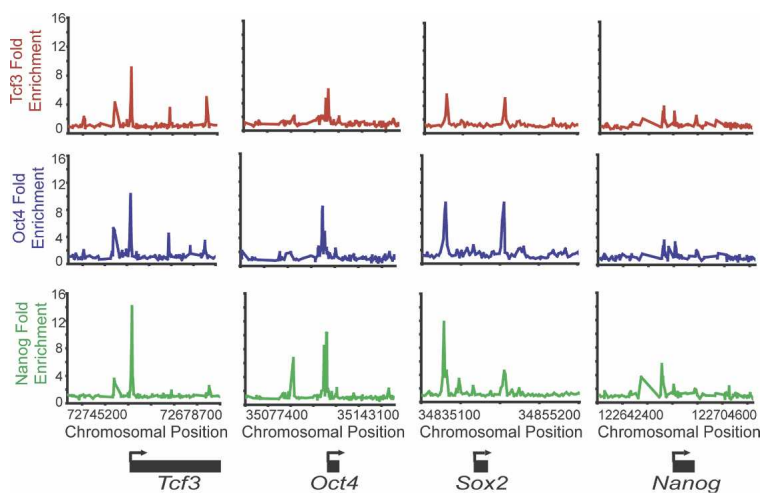 Tcf3 Fold
Enrichment
16
12
8
4
0
Oct4 Fold
Enrichment
16
12
8
4
0
Nanog Fold
Enrichment
16
12
8
4
0
72745200 726788700 350777400 35143100 34835100 34855200 122642400 122704600
Chromosomal Position Chromosomal Position Chromosomal Position Chromosomal Position
Tcf3 Oct4 Sox2 Nanog